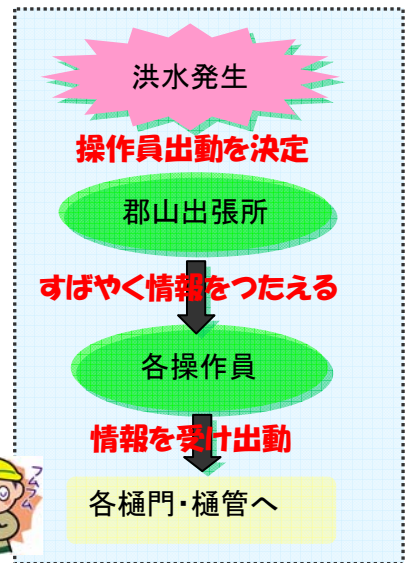 洪水発生
操作員出動を決定
郡山出張所
すばやく情報をつたえる
各操作員
情報を受け出動
各樋門・樋管へ
フムフム